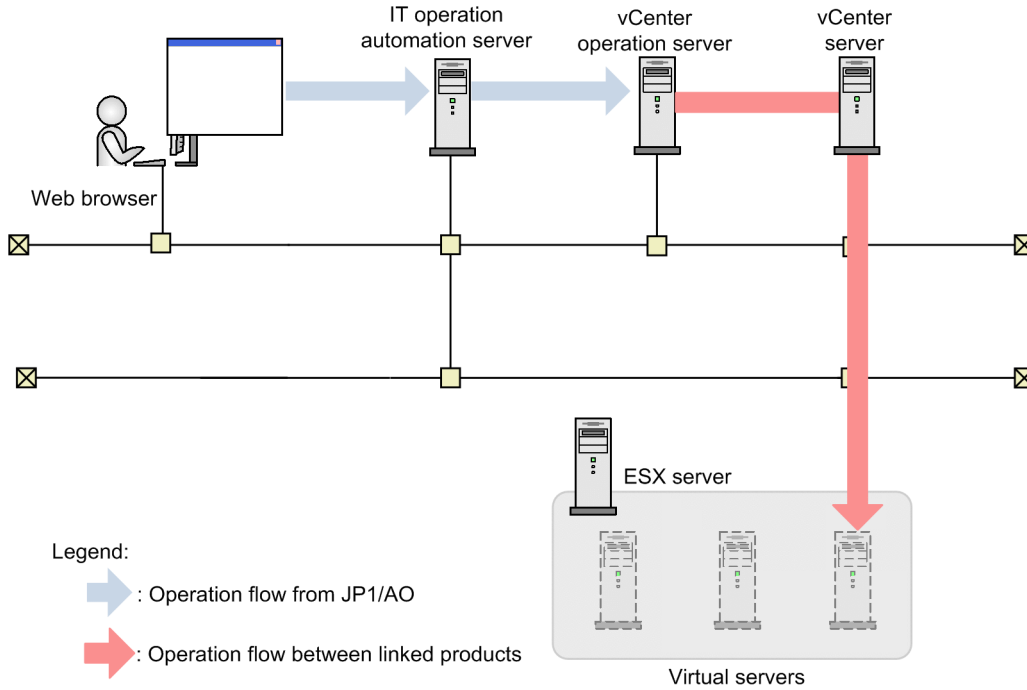 IT operation
automation server
vCenter
operation server
vCenter
server
Web browser
ESX server
Legend:
: Operation flow from JP1/AO
: Operation flow between linked products
Virtual servers